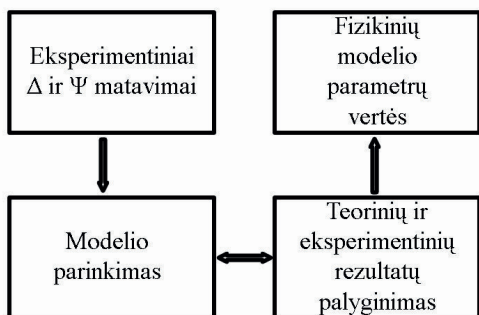 Eksperimentiniai
Δ ir Ψ matavimai
Fizikinių
modelio
parametrų
vertės
Modelio
parinkimas
Teorinių ir
eksperimentinių
rezultatų
palyginimas